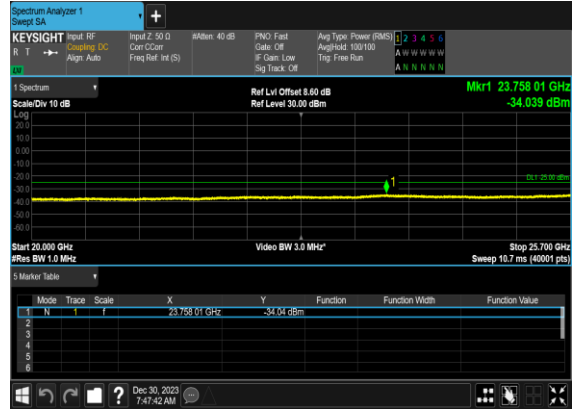 Spectrum Analyzer 1
Swept SA
+
KEYSIGHT Input: RF Input Z: 50 Ω #Atten: 40 dB PNO: Fast Avg Type: Power (RMS) 1 2 3 4 5 6
R T Coupling: DC Corr CCorr Gate: Off Avg|Hold: 100/100 A W W W W W
Align: Auto Freq Ref: Int (S) IF Gain: Low Trig: Free Run
Sig Track: Off A N N N N N
1 Spectrum Ref Lvl Offset 8.60 dB Mkr1 23.758 01 GHz
Scale/Div 10 dB Ref Level 30.00 dBm -34.039 dBm
Log
20.0
10.0
0.00
-10.0
-20.0
DL1 -25.00 dBm
1
-30.0
-40.0
-50.0
-60.0
Start 20.000 GHz Video BW 3.0 MHz* Stop 25.700 GHz
#Res BW 1.0 MHz Sweep 10.7 ms (40001 pts)
5 Marker Table
Mode Trace Scale X Y Function Function Width Function Value
1 N 1 f 23.758 01 GHz -34.04 dBm
2
3
4
5
6
? Dec 30, 2023
7:47:42 AM